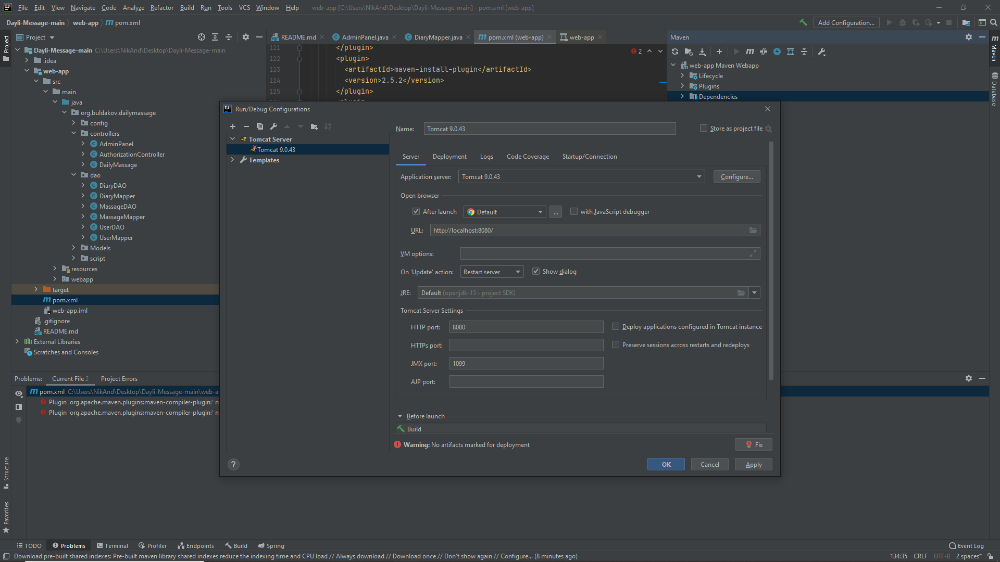 File Edit View Navigate Code Analyze Refactor Build Run Tools VCS Window Help web-app [C:\Users\NikAnd\Desktop\Dayli-Message-main] - pom.xml [web-app]
Dayli-Message-main web-app pom.xml Add Configuration...
Project
Project
README.md AdminPanel.java DiaryMapper.java pom.xml (web-app) web-app
Maven
Maven
Database
Dayli-Message-main C:\Users\NikAnd\Desktop\Dayli-Message-main
.idea
web-app
src
main
java
org.buldakov.dailymassage
config
controllers
AdminPanel
AuthorizationController
DailyMassage
dao
DiaryDAO
DiaryMapper
MassageDAO
MassageMapper
UserDAO
UserMapper
Models
script
resources
webapp
target
pom.xml
web-app.iml
.gitignore
README.md
External Libraries
Scratches and Consoles
121 </plugin>
122 <plugin>
123 <artifactId>maven-install-plugin</artifactId>
124 <version>2.5.2</version>
125 </plugin>
2
web-app Maven Webapp
Lifecycle
Plugins
Dependencies
Run/Debug Configurations
Tomcat Server
Tomcat 9.0.43
Templates
Name: Tomcat 9.0.43 Store as project file
Server Deployment Logs Code Coverage Startup/Connection
Application server: Tomcat 9.0.43 Configure...
Open browser
After launch Default ... with JavaScript debugger
URL: http://localhost:8080/
VM options:
On 'Update' action: Restart server Show dialog
JRE: Default (openjdk-15 - project SDK)
Tomcat Server Settings
HTTP port: 8080 Deploy applications configured in Tomcat instance
HTTPs port: Preserve sessions across restarts and redeploys
JMX port: 1099
AJP port:
Before launch
Build
Warning: No artifacts marked for deployment Fix
? OK Cancel Apply
Problems: Current File 2 Project Errors
pom.xml C:\Users\NikAnd\Desktop\Dayli-Message-main\web-a
Plugin 'org.apache.maven.plugins:maven-compiler-plugin:' n
Plugin 'org.apache.maven.plugins:maven-compiler-plugin:' n
Structure
Favorites
TODO Problems Terminal Profiler Endpoints Build Spring Event Log
Download pre-built shared indexes: Pre-built maven library shared indexes reduce the indexing time and CPU load // Always download // Download once // Don't show again // Configure... (8 minutes ago) 134:35 CRLF UTF-8 2 spaces*